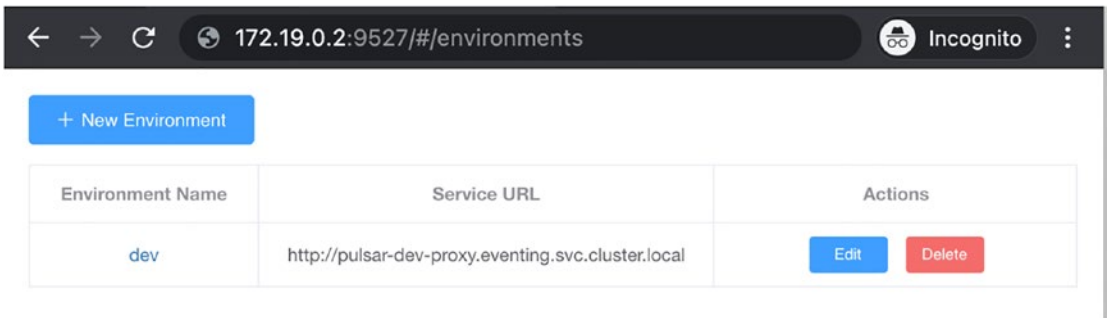 172.19.0.2:9527/#/environments Incognito
+ New Environment
Environment Name Service URL Actions
dev http://pulsar-dev-proxy.eventing.svc.cluster.local Edit Delete